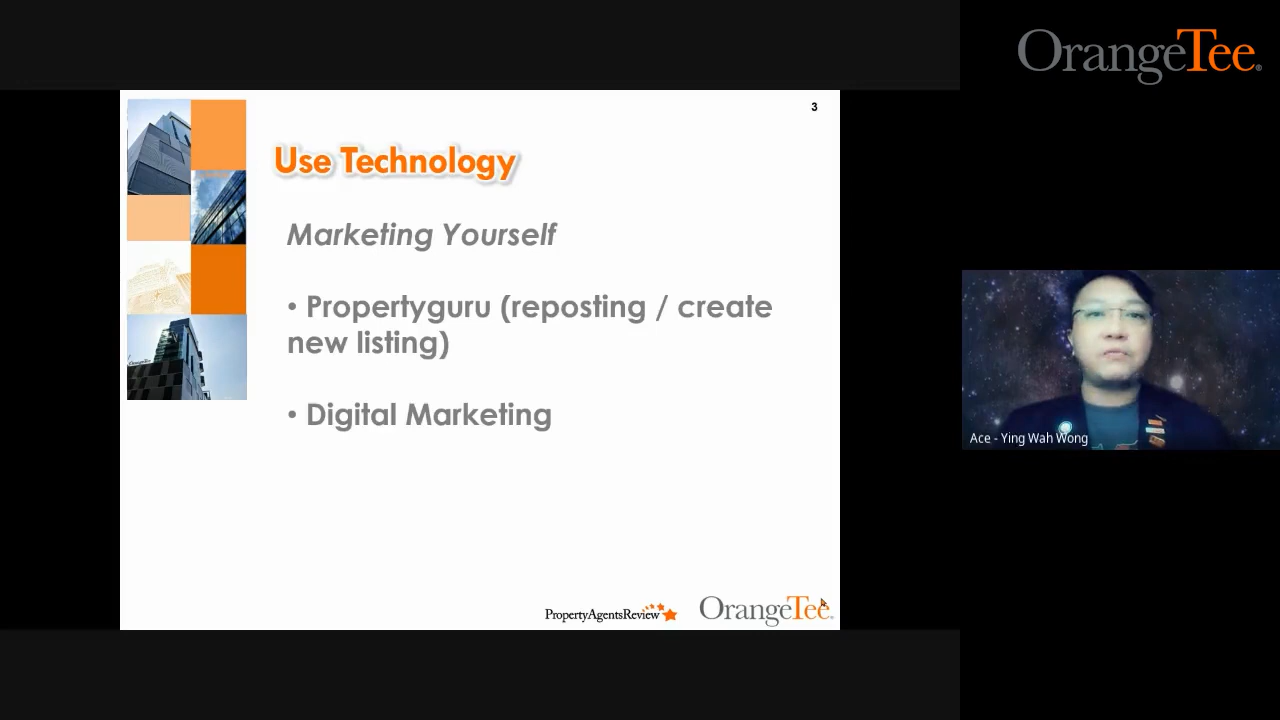 OrangeTee®
3
Use Technology
Marketing Yourself
• Propertyguru (reposting / create
new listing)
• Digital Marketing
Ace - Ying Wah Wong
PropertyAgentsReview
OrangeTee®